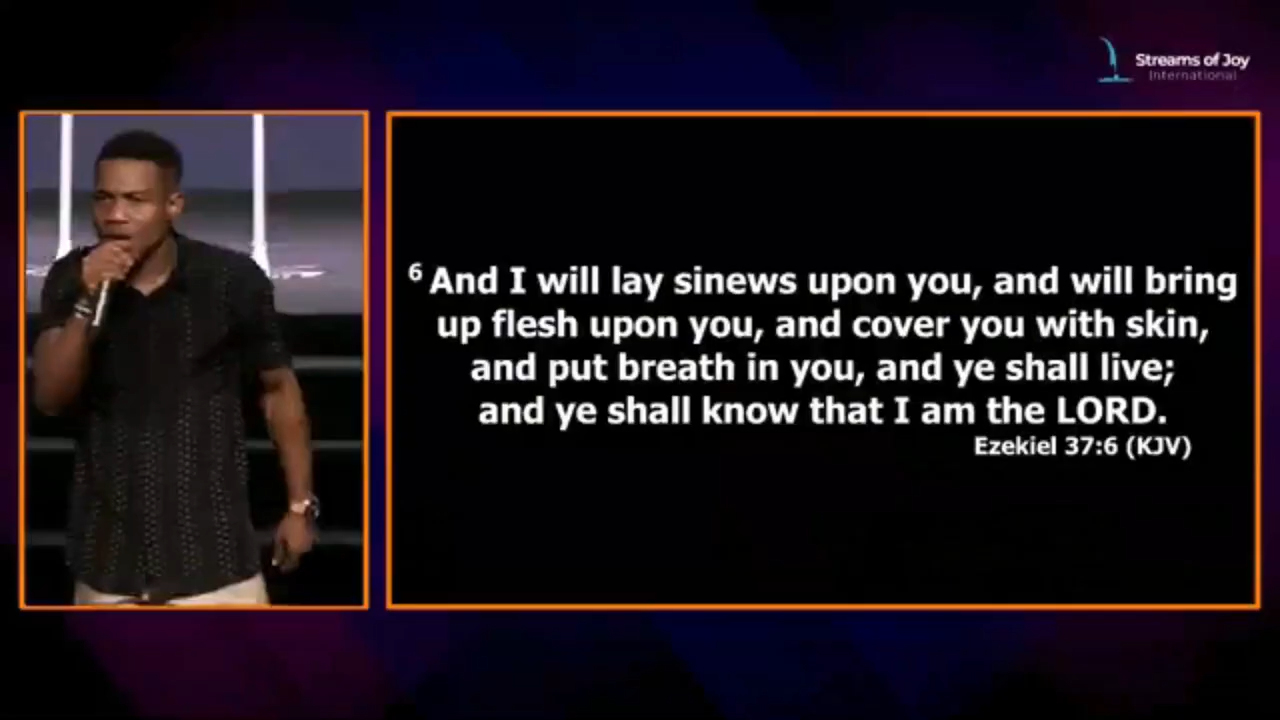 Streams of Joy
International
6 And I will lay sinews upon you, and will bring
up flesh upon you, and cover you with skin,
and put breath in you, and ye shall live;
and ye shall know that I am the LORD.
Ezekiel 37:6 (KJV)